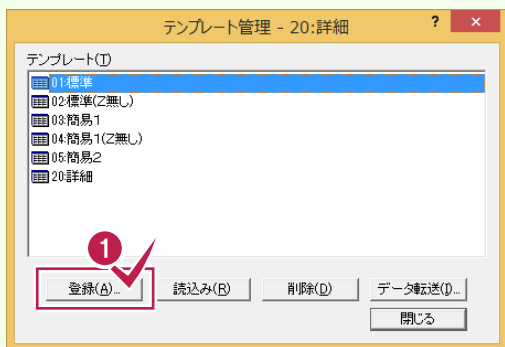 テンプレート管理 - 20:詳細
? ×
テンプレート(T)
01:標準
02:標準(Z無し)
03:簡易1
04:簡易1(Z無し)
05:簡易2
20:詳細
1
登録(A)... 読込み(R) 削除(D) データ転送(I)...
閉じる